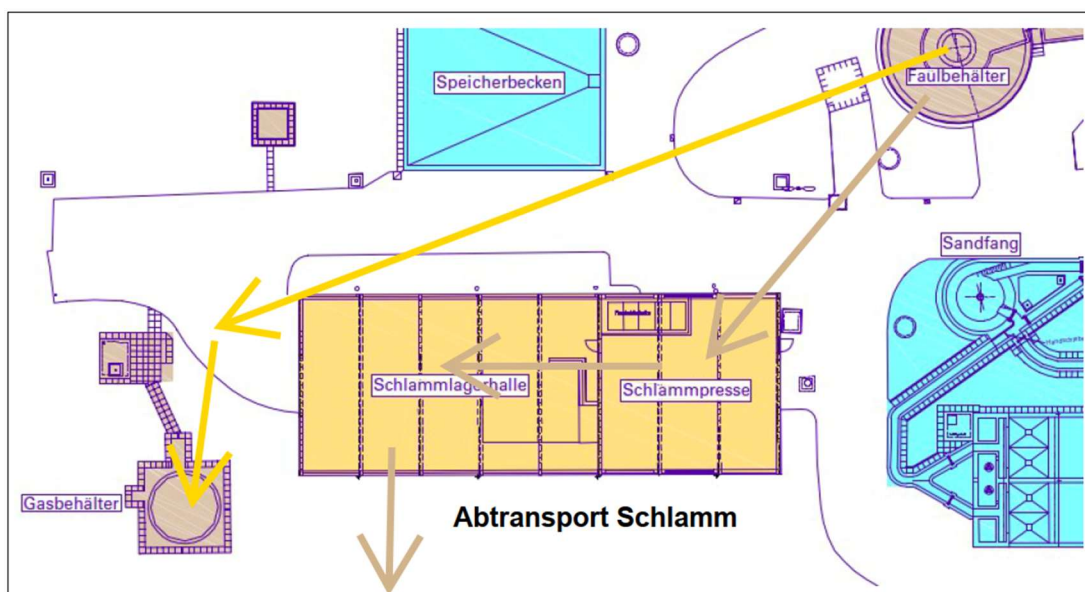 Faulbehälter
Speicherbecken
Sandfang
Schlammlagerhalle
Schlammpresse
Gasbehälter
Abtransport Schlamm